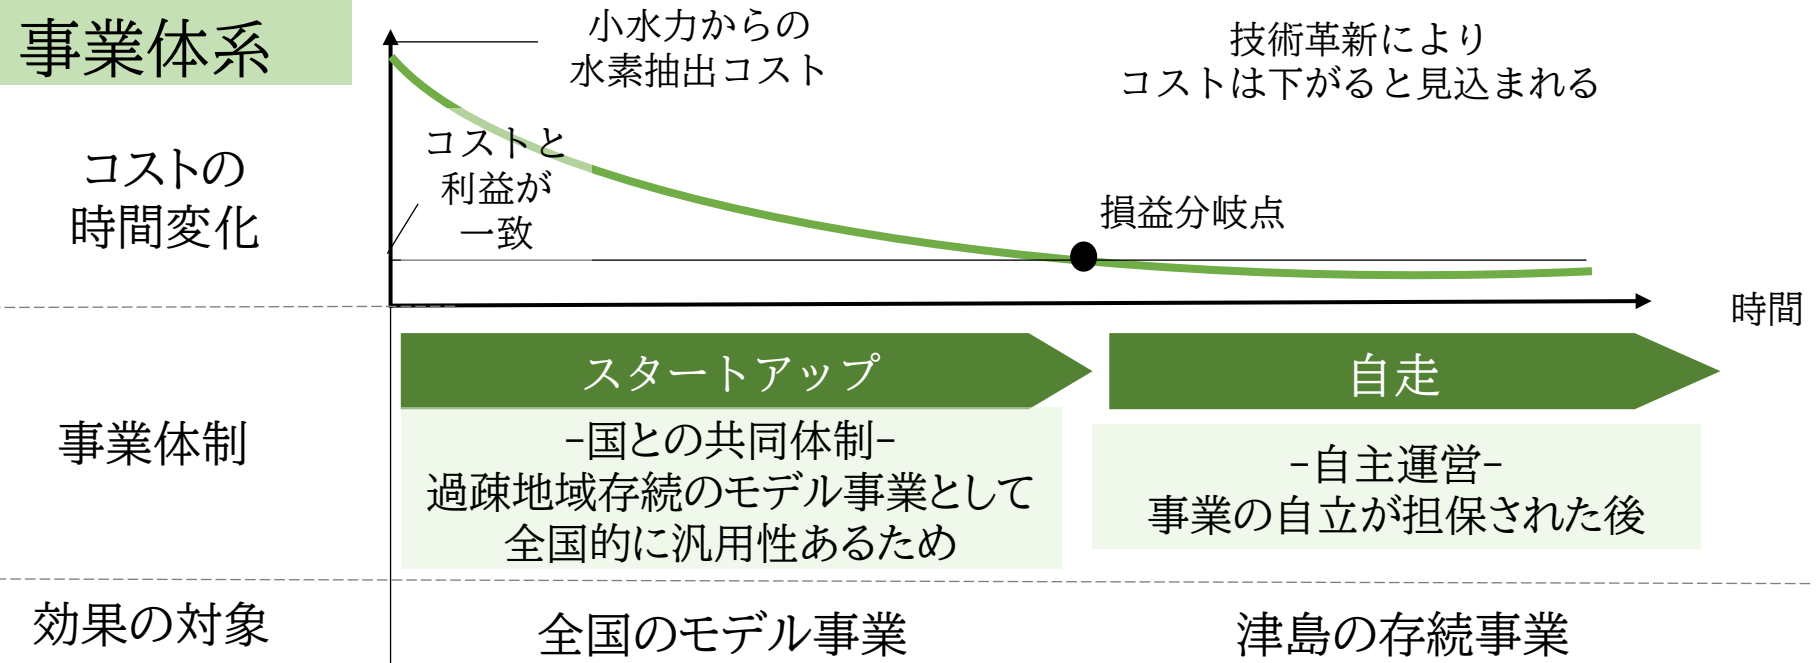 事業体系
小水力からの
水素抽出コスト
技術革新により
コストは下がると見込まれる
コストの
時間変化
コストと
利益が
一致
損益分岐点
時間
事業体制
スタートアップ
自走
-国との共同体制-
過疎地域存続のモデル事業として
全国的に汎用性あるため
-自主運営-
事業の自立が担保された後
効果の対象
全国のモデル事業
津島の存続事業